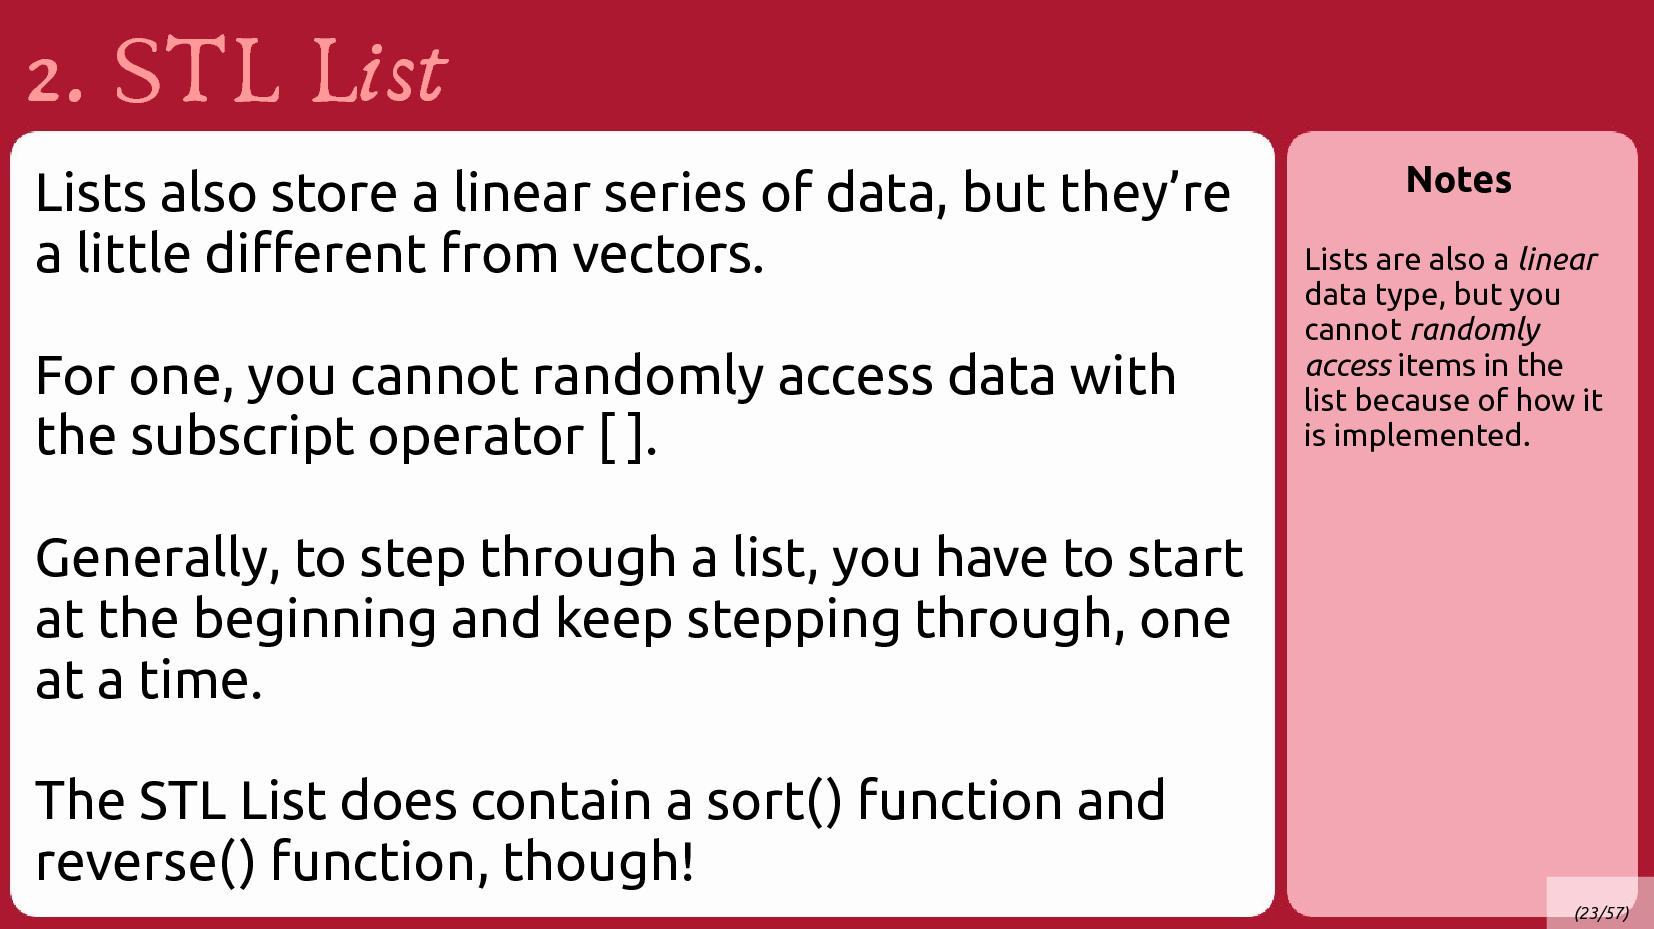 2. STL List
Lists also store a linear series of data, but they’re
a little different from vectors.
For one, you cannot randomly access data with
the subscript operator [ ].
Generally, to step through a list, you have to start
at the beginning and keep stepping through, one
at a time.
The STL List does contain a sort() function and
reverse() function, though!
Notes
Lists are also a linear
data type, but you
cannot randomly
access items in the
list because of how it
is implemented.
(23/57)